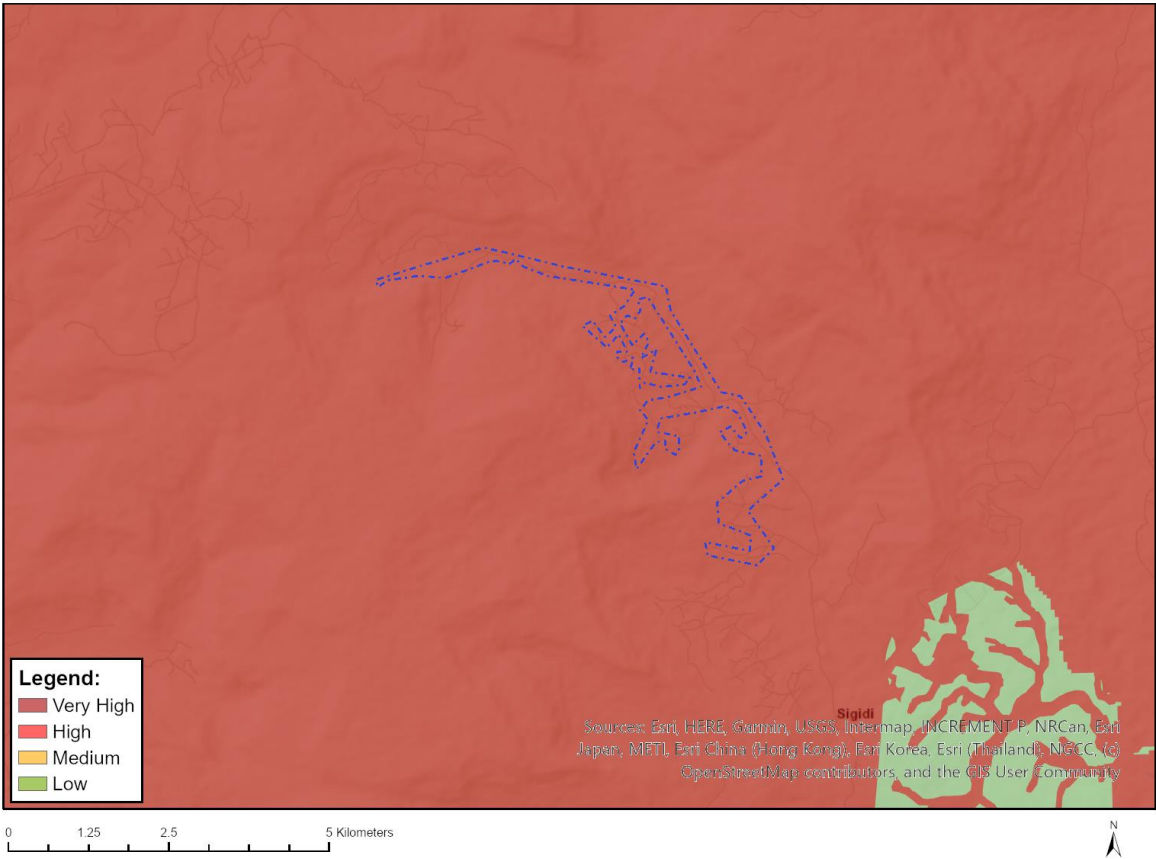 Legend:
Very High
High
Medium
Low
Sigidi
Sources: Esri, HERE, Garmin, USGS, Intermap, INCREMENT P, NRCan, Esri
Japan, METI, Esri China (Hong Kong), Esri Korea, Esri (Thailand), NGCC, (c)
OpenStreetMap contributors, and the GIS User Community
0 1.25 2.5 5 Kilometers
N